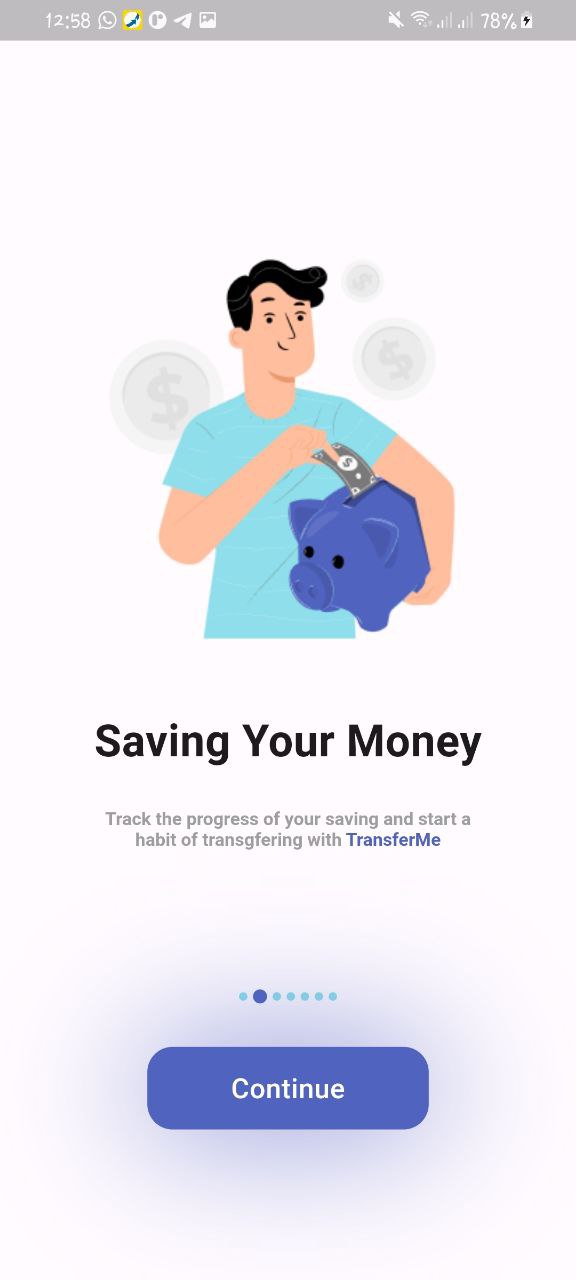 12:58 78%
Saving Your Money
Track the progress of your saving and start a
habit of transgfering with TransferMe
Continue